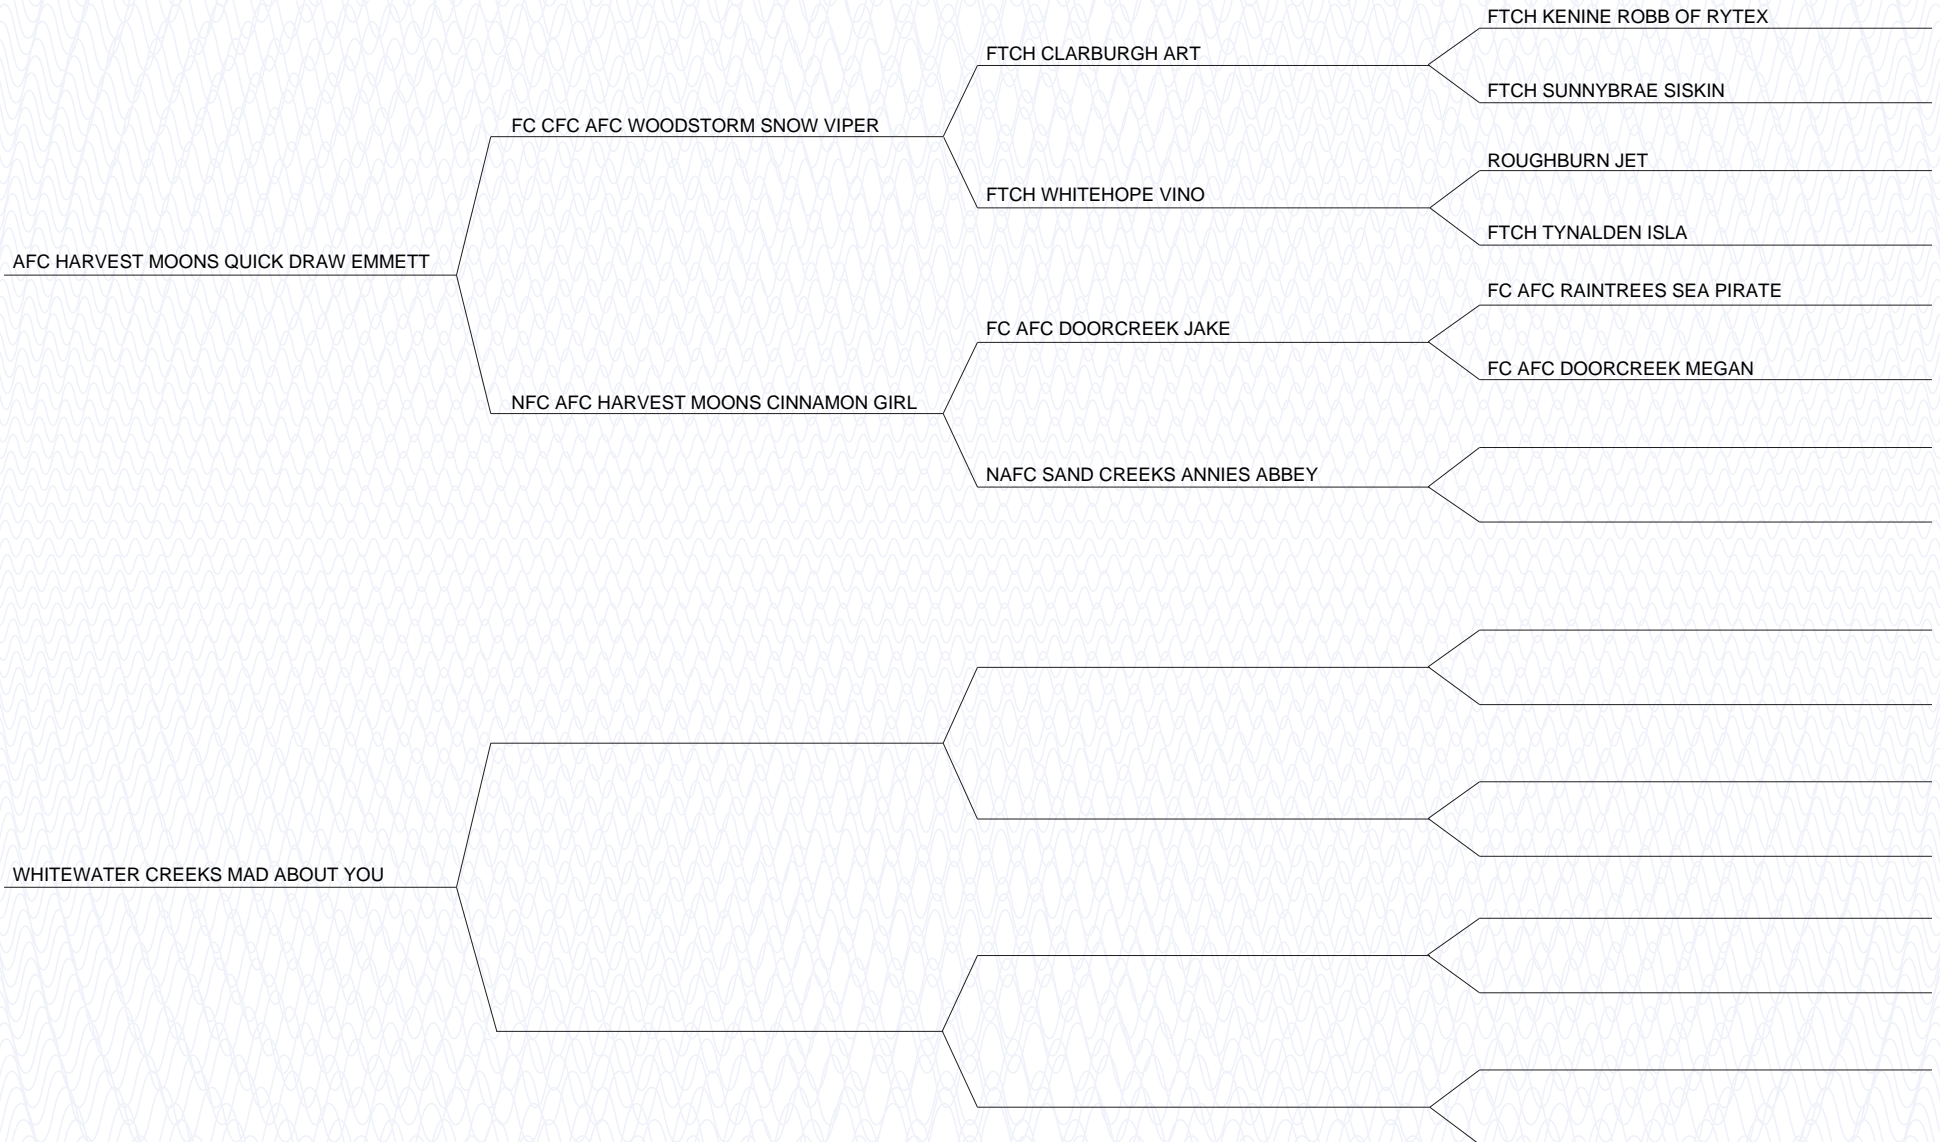 FTCH KENINE ROBB OF RYTEX
FTCH CLARBURGH ART
FTCH SUNNYBRAE SISKIN
FC CFC AFC WOODSTORM SNOW VIPER
ROUGHBURN JET
FTCH WHITEHOPE VINO
FTCH TYNALDEN ISLA
AFC HARVEST MOONS QUICK DRAW EMMETT
FC AFC RAINTREES SEA PIRATE
FC AFC DOORCREEK JAKE
FC AFC DOORCREEK MEGAN
NFC AFC HARVEST MOONS CINNAMON GIRL
NAFC SAND CREEKS ANNIES ABBEY
WHITEWATER CREEKS MAD ABOUT YOU